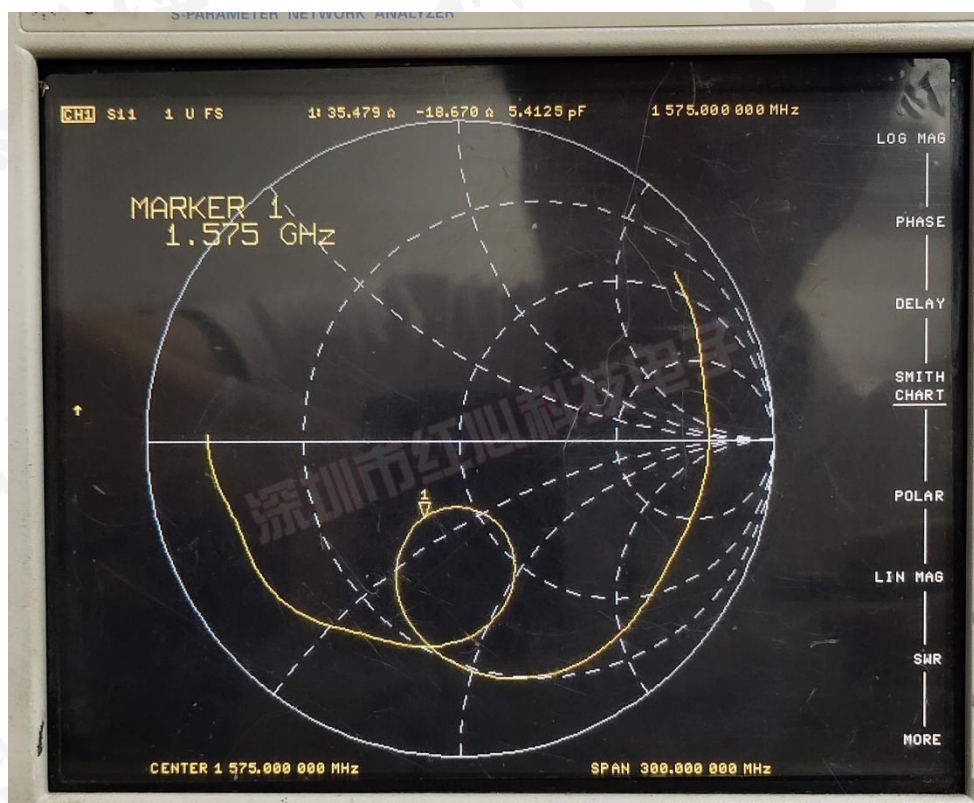 S-PARAMETER NETWORK ANALYZER
CH1 S11 1 U FS 1: 35.479 Ω -18.670 Ω 5.4125 pF 1 575.000 000 MHz
LOG MAG
MARKER 1
1.575 GHz
PHASE
DELAY
SMITH
CHART
深圳市红心科技电子
POLAR
1
LIN MAG
SWR
MORE
CENTER 1 575.000 000 MHz SPAN 300.000 000 MHz